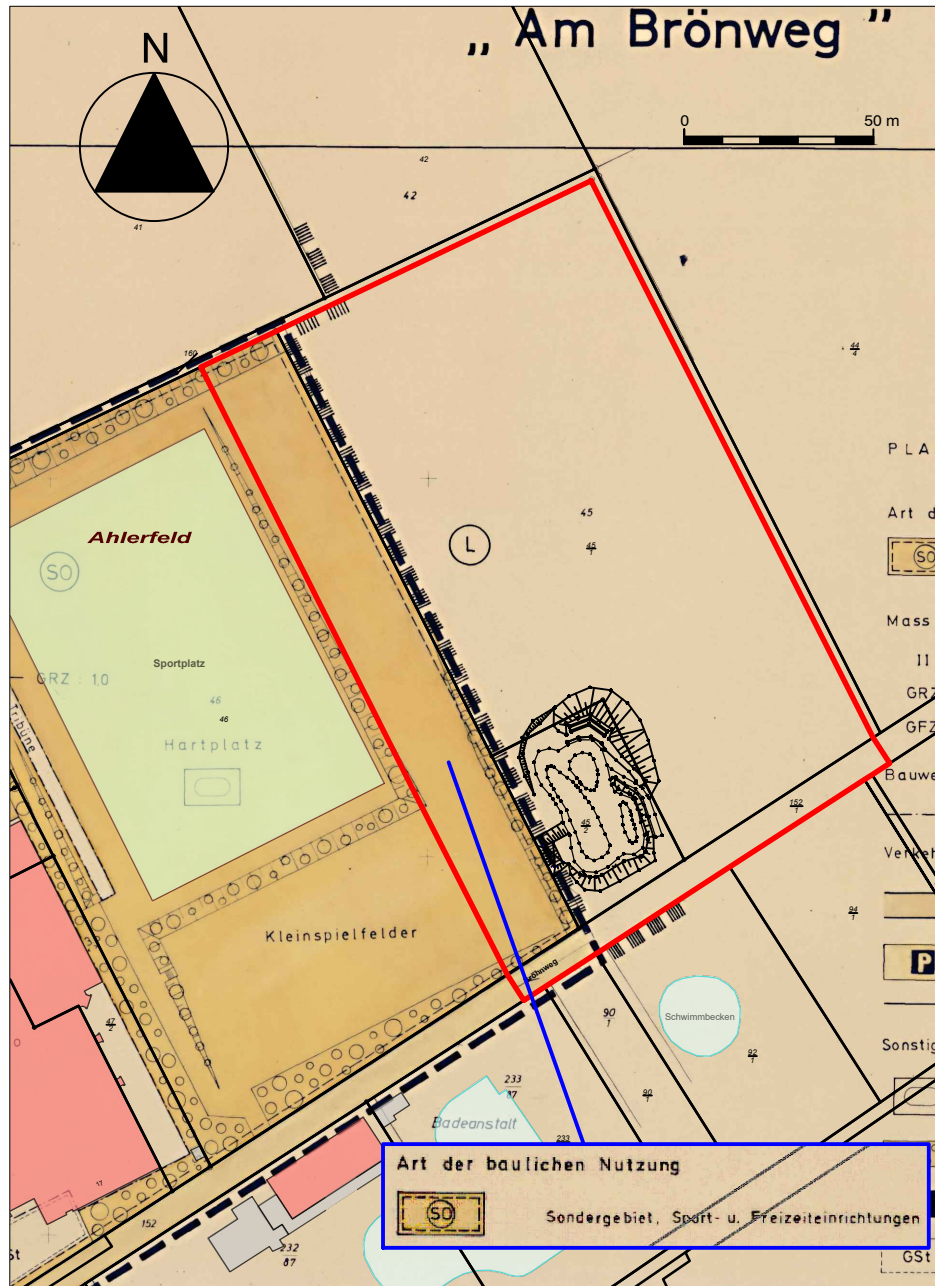 „ Am Brönweg ”
N
0 50 m
42
42
41
160
44
4
PLA
Art d
SO
45
45
1
L
Ahlerfeld
SO
Mass
II
GRZ
GFZ
Sportplatz
GRZ 1.0
46
46
Tribüne
Hartplatz
Bauwe
152
1
45
2
Verkeh
94
1
Kleinspielfelder
P
90
1
Schwimmbecken
47
2
Sonstig
92
1
233
87
90
1
Badeanstalt
233
17
152
232
87
Art der baulichen Nutzung
SO
Sondergebiet, Sport- u. Freizeiteinrichtungen
St
GSt